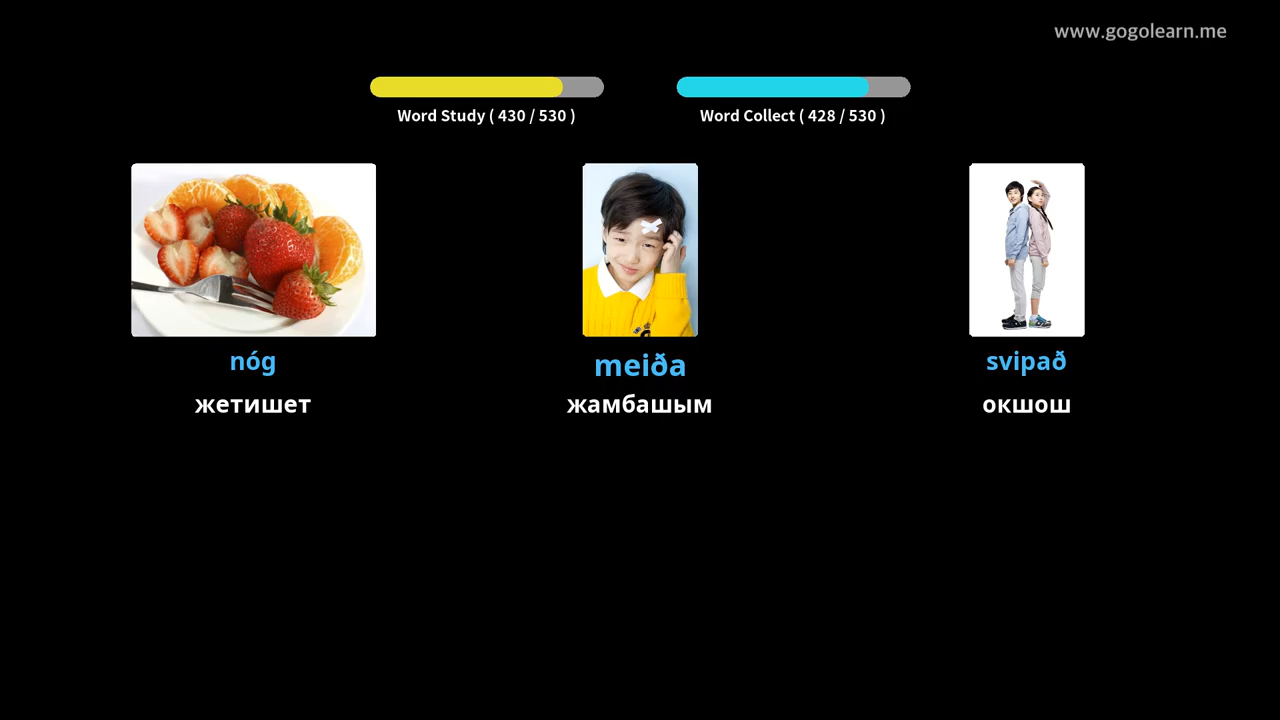 www.gogolearn.me
Word Study ( 430 / 530 )
Word Collect ( 428 / 530 )
nóg
жетишет
meiða
жамбашым
svipað
окшош